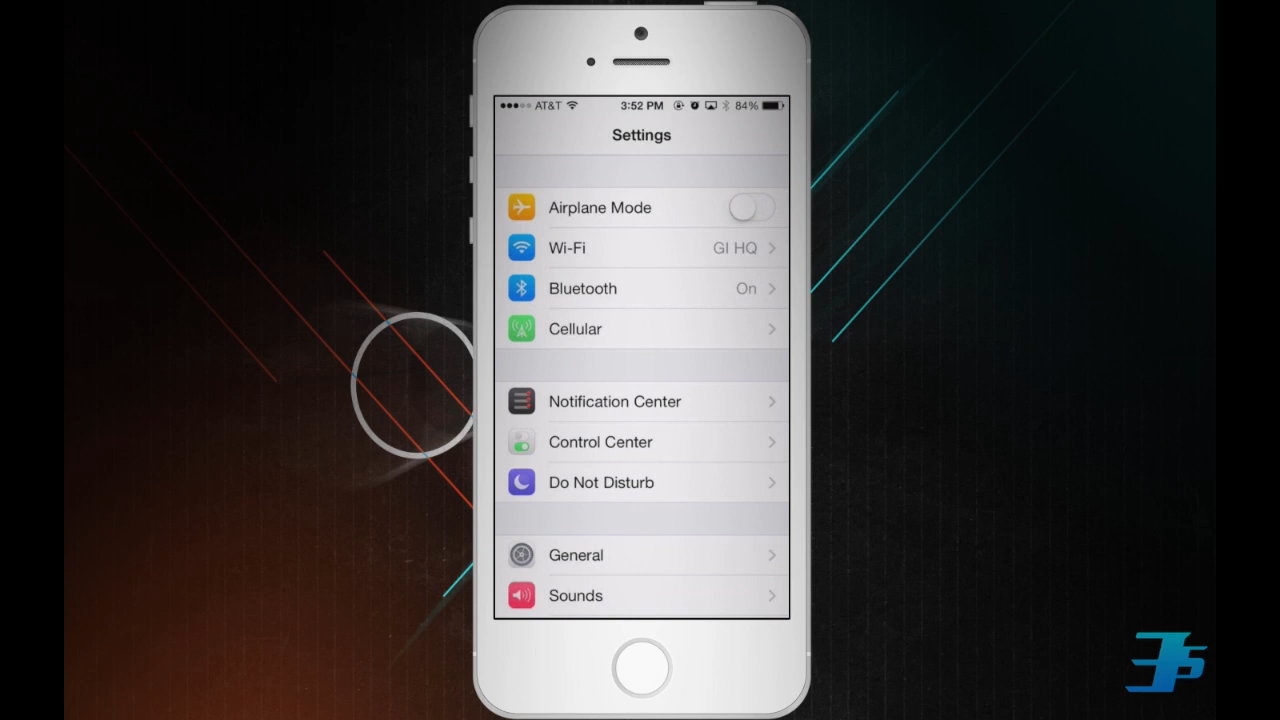 AT&T 3:52 PM 84%
Settings
Airplane Mode
Wi-Fi GI HQ
Bluetooth On
Cellular
Notification Center
Control Center
Do Not Disturb
General
Sounds